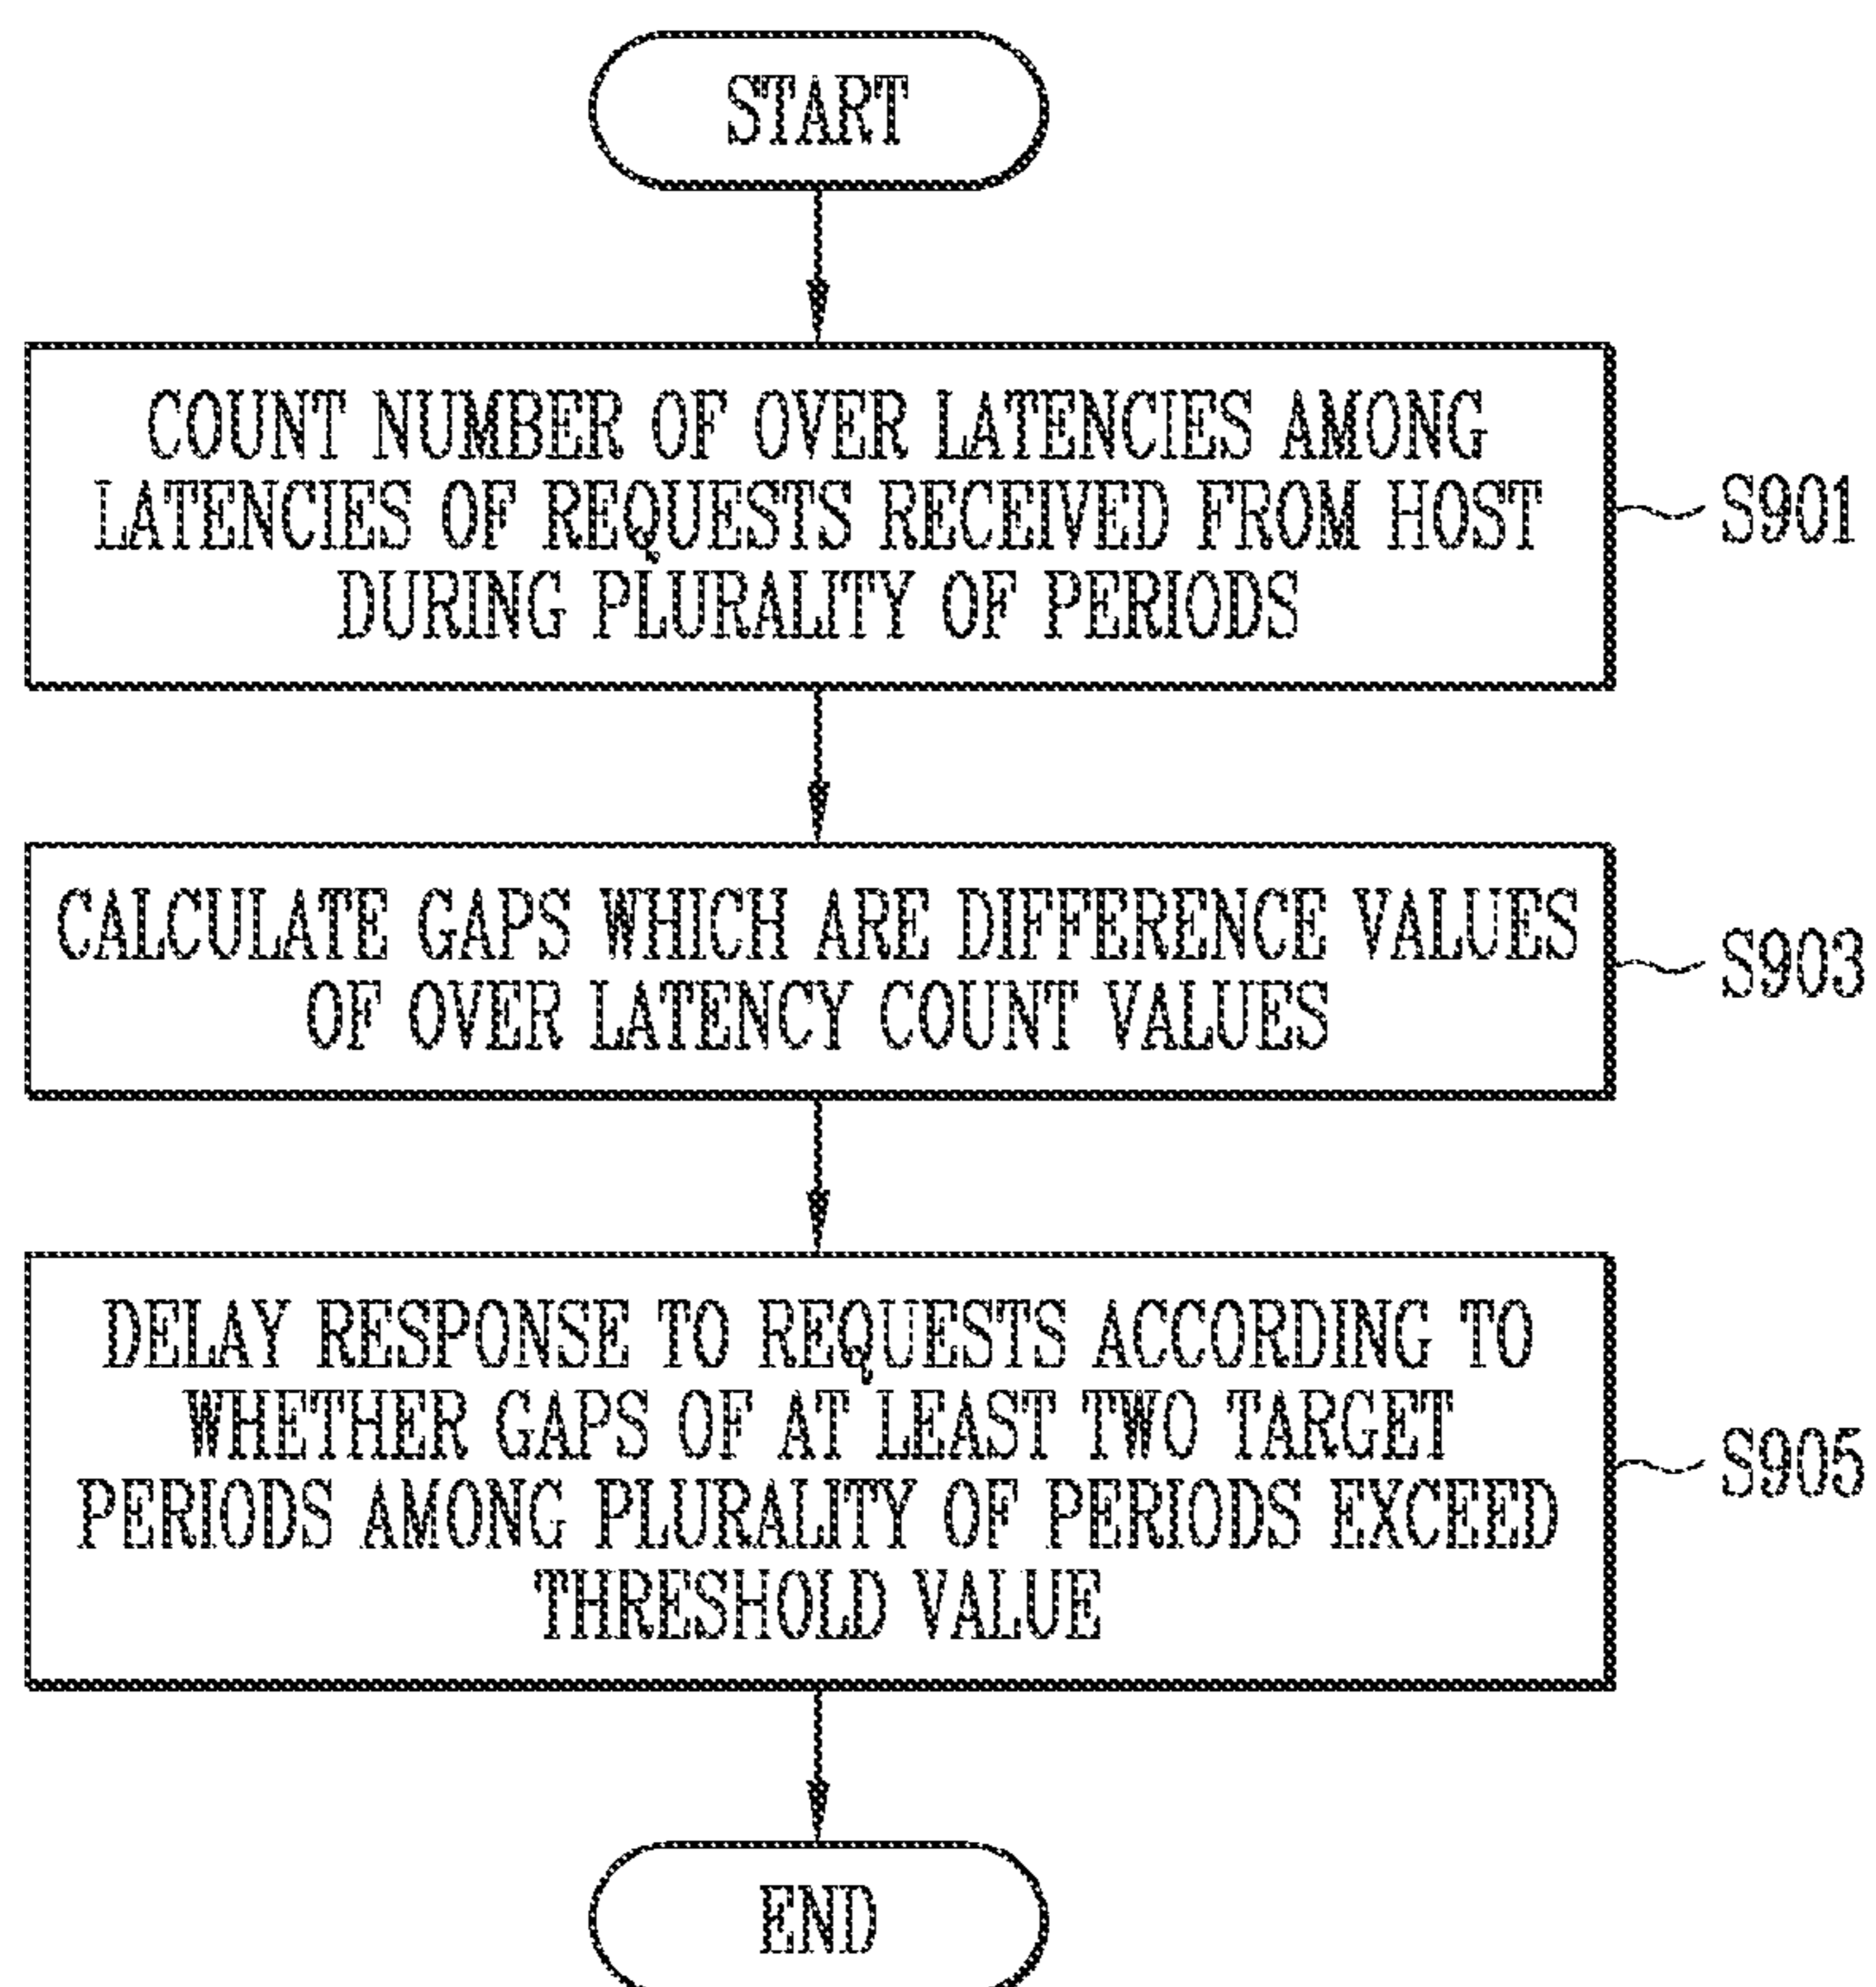 START
COUNT NUMBER OF OVER LATENCIES AMONG
LATENCIES OF REQUESTS RECEIVED FROM HOST
DURING PLURALITY OF PERIODS
S901
CALCULATE GAPS WHICH ARE DIFFERENCE VALUES
OF OVER LATENCY COUNT VALUES
S903
DELAY RESPONSE TO REQUESTS ACCORDING TO
WHETHER GAPS OF AT LEAST TWO TARGET
PERIODS AMONG PLURALITY OF PERIODS EXCEED
THRESHOLD VALUE
S905
END